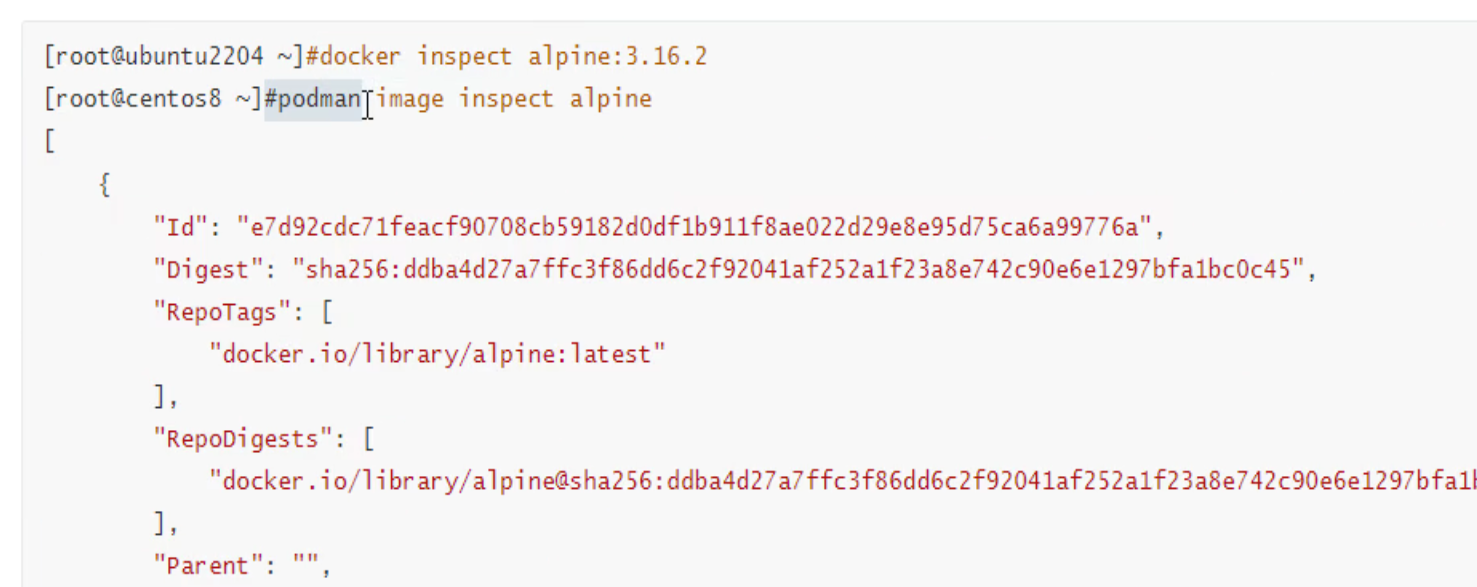 [root@ubuntu2204 ~]#docker inspect alpine:3.16.2
[root@centos8 ~]#podman image inspect alpine
[
    {
        "Id": "e7d92cdc71feacf90708cb59182d0df1b911f8ae022d29e8e95d75ca6a99776a",
        "Digest": "sha256:ddba4d27a7ffc3f86dd6c2f92041af252a1f23a8e742c90e6e1297bfa1bc0c45",
        "RepoTags": [
            "docker.io/library/alpine:latest"
        ],
        "RepoDigests": [
            "docker.io/library/alpine@sha256:ddba4d27a7ffc3f86dd6c2f92041af252a1f23a8e742c90e6e1297bfa1b
        ],
        "Parent": "",